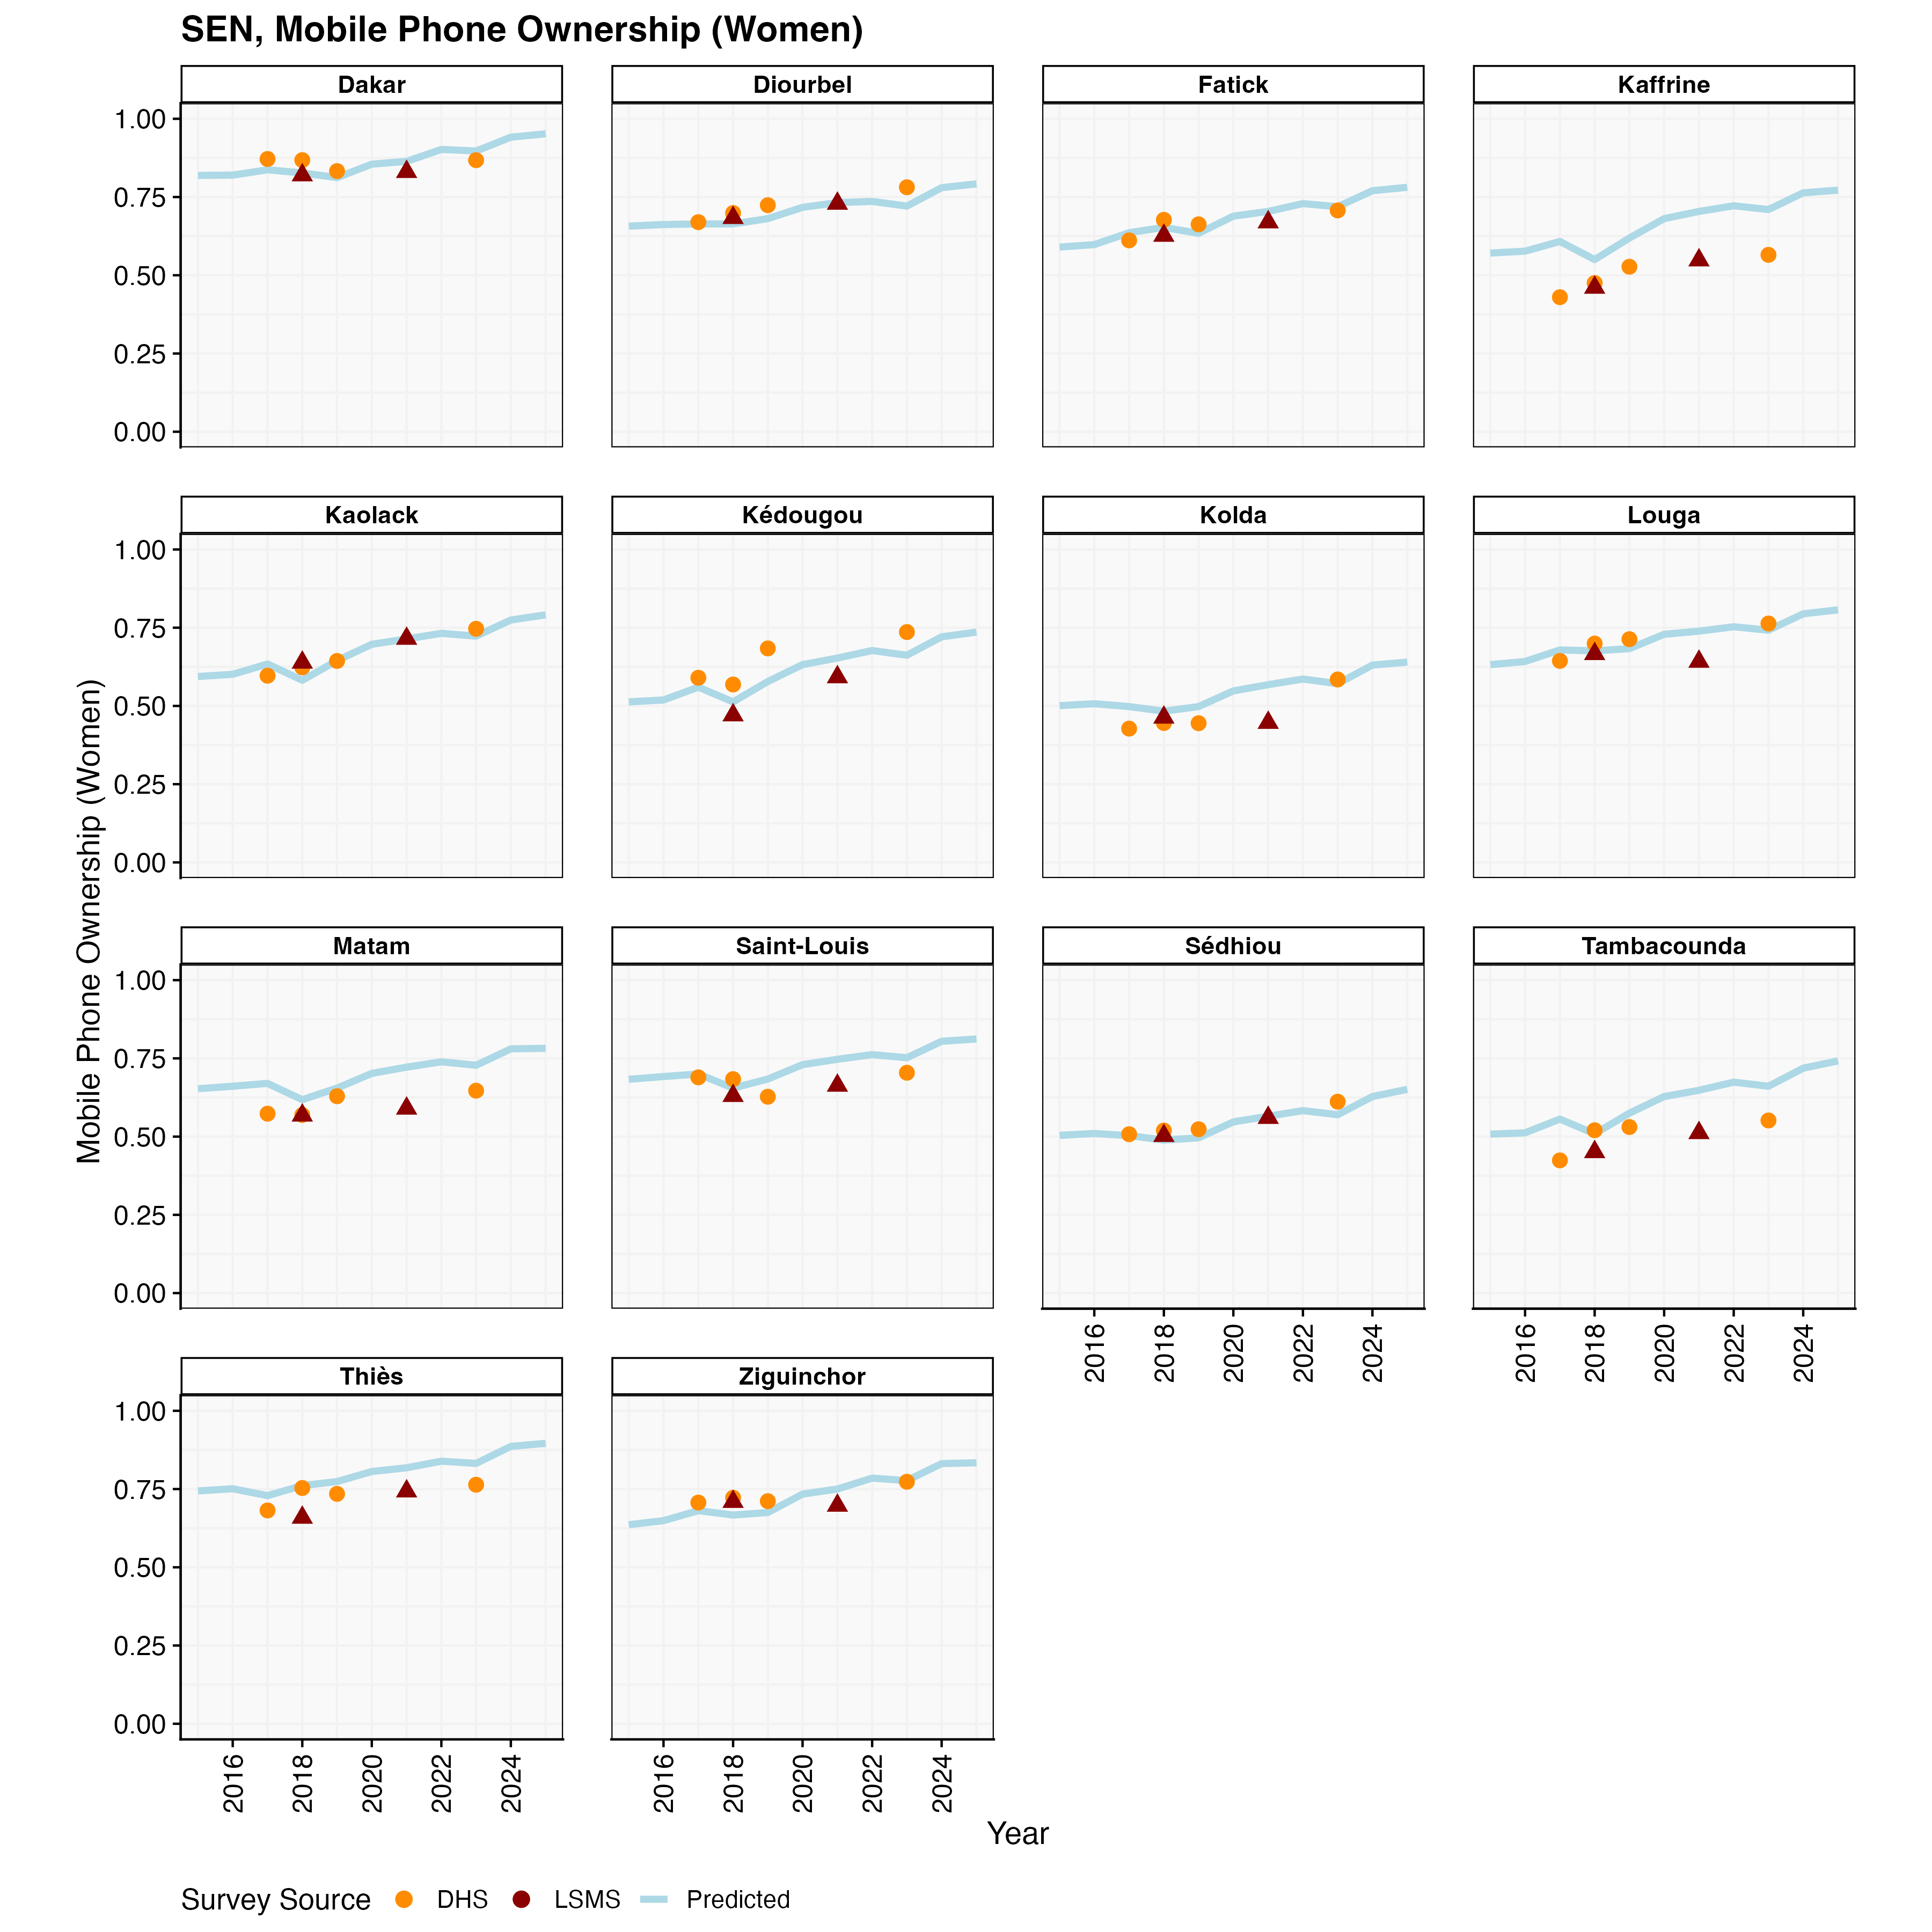 SEN, Mobile Phone Ownership (Women)
Dakar Diourbel Fatick Kaffrine
1.00
0.75
0.50
0.25
0.00
Kaolack Kédougou Kolda Louga
1.00
0.75
0.50
0.25
0.00
Mobile Phone Ownership (Women)
Matam Saint-Louis Sédhiou Tambacounda
1.00
0.75
0.50
0.25
0.00
2016 2018 2020 2022 2024 2016 2018 2020 2022 2024
Thiès Ziguinchor
1.00
0.75
0.50
0.25
0.00
2016 2018 2020 2022 2024 2016 2018 2020 2022 2024
Year
Survey Source DHS LSMS Predicted